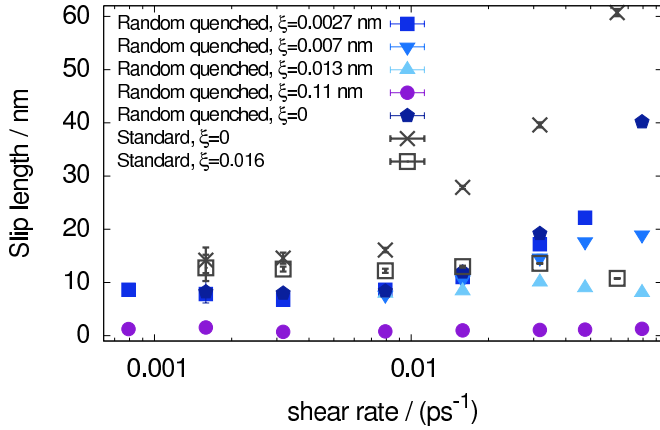 60
50
40
30
20
10
0
Slip length / nm
Random quenched, ξ=0.0027 nm
Random quenched, ξ=0.007 nm
Random quenched, ξ=0.013 nm
Random quenched, ξ=0.11 nm
Random quenched, ξ=0
Standard, ξ=0
Standard, ξ=0.016
0.001
0.01
shear rate / (ps⁻¹)